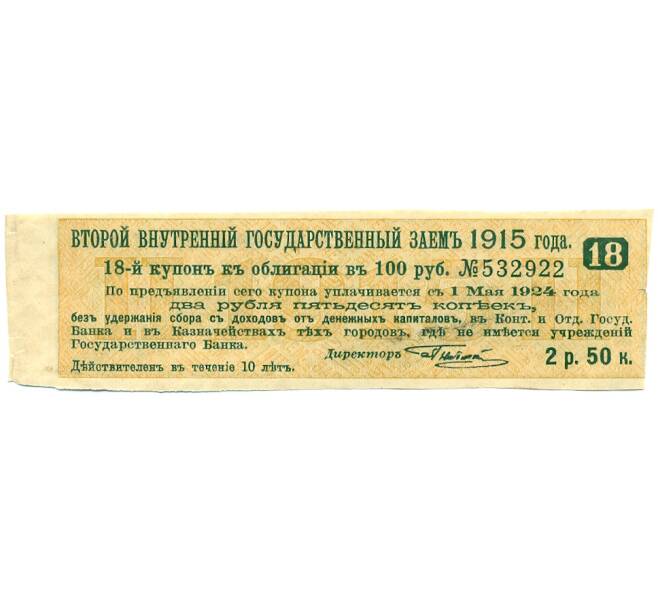 ВТОРОЙ ВНУТРЕННІЙ ГОСУДАРСТВЕННЫЙ ЗАЕМЪ 1915 года.
18
18-й купонъ къ облигаціи въ 100 руб. №532922
По предъявленіи сего купона уплачивается съ 1 Мая 1924 года
два рубля пятьдесятъ копѣекъ,
безъ удержанія сбора съ доходовъ отъ денежныхъ капиталовъ, въ Конт. и Отд. Госуд.
Банка и въ Казначействахъ тѣхъ городовъ, гдѣ не имѣется учрежденій
Государственнаго Банка.
Директоръ
2 р. 50 к.
Дѣйствителенъ въ теченіе 10 лѣтъ.